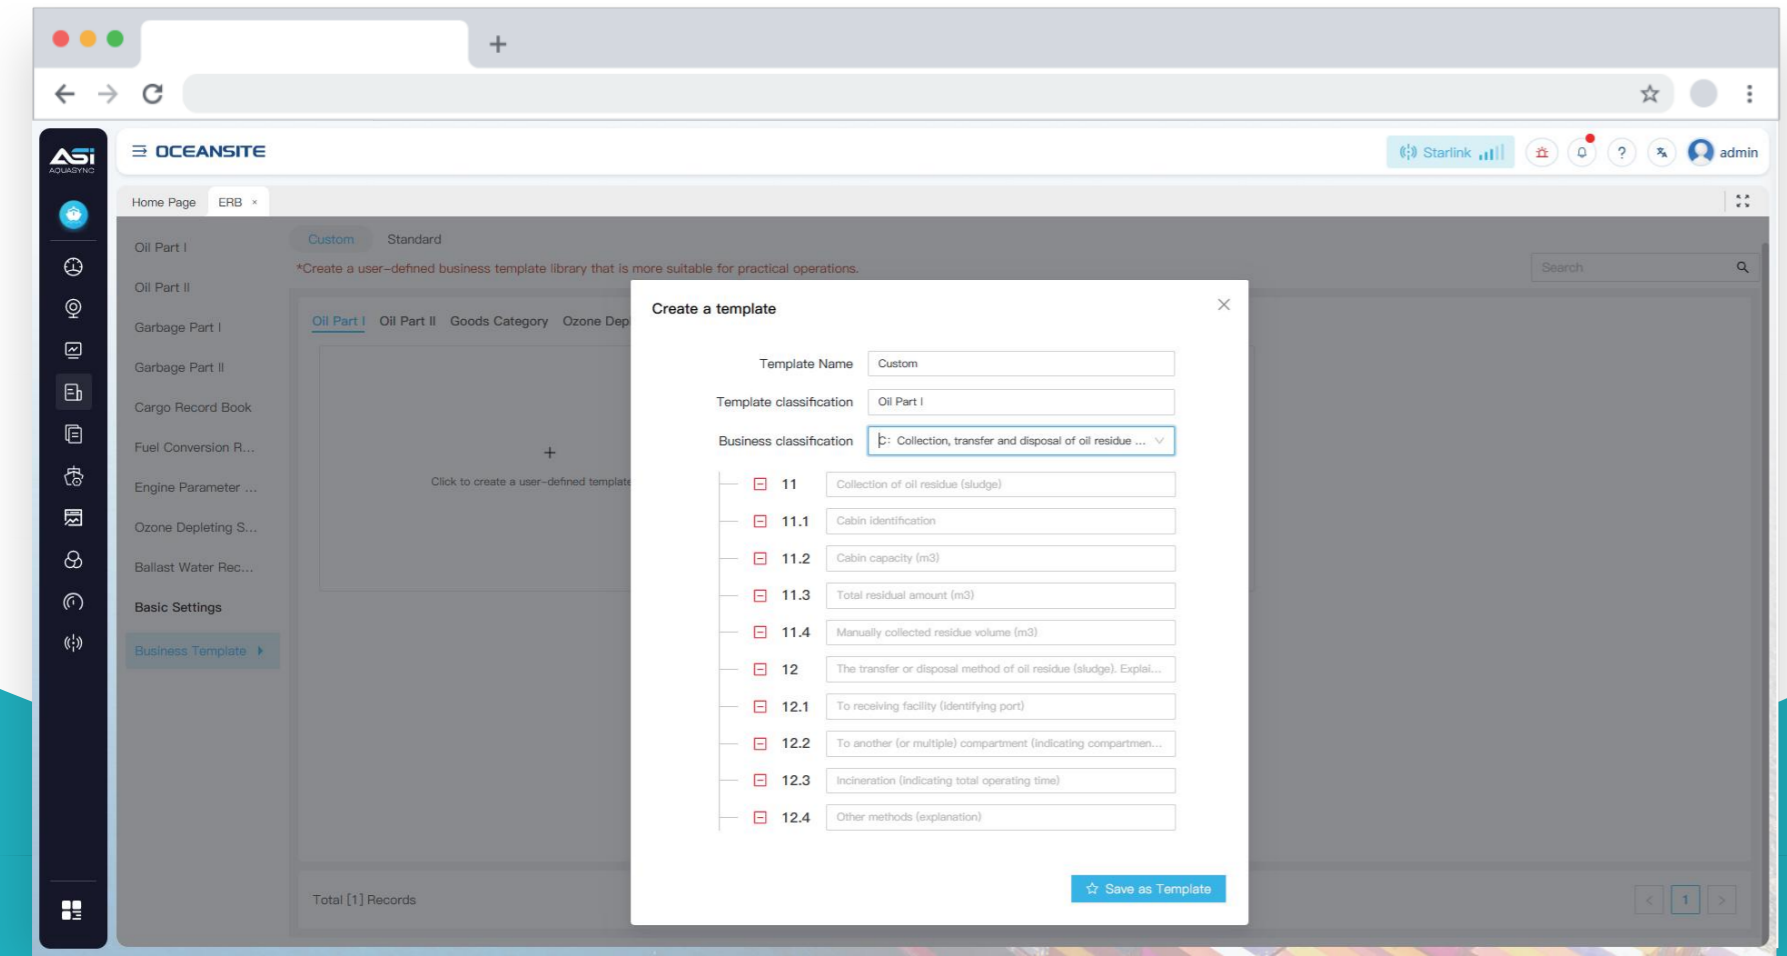 ASI
AQUASYNC
OCEANSITE
Starlink
admin
Home Page
ERB
Oil Part I
Oil Part II
Garbage Part I
Garbage Part II
Cargo Record Book
Fuel Conversion R...
Engine Parameter ...
Ozone Depleting S...
Ballast Water Rec...
Basic Settings
Business Template
Custom Standard
*Create a user-defined business template library that is more suitable for practical operations.
Search
Oil Part I Oil Part II Goods Category Ozone Dep
+
Click to create a user-defined template
Total [1] Records
< 1 >
Create a template
Template Name Custom
Template classification Oil Part I
Business classification C: Collection, transfer and disposal of oil residue ...
11 Collection of oil residue (sludge)
11.1 Cabin identification
11.2 Cabin capacity (m3)
11.3 Total residual amount (m3)
11.4 Manually collected residue volume (m3)
12 The transfer or disposal method of oil residue (sludge). Explai...
12.1 To receiving facility (identifying port)
12.2 To another (or multiple) compartment (indicating compartmen...
12.3 Incineration (indicating total operating time)
12.4 Other methods (explanation)
Save as Template